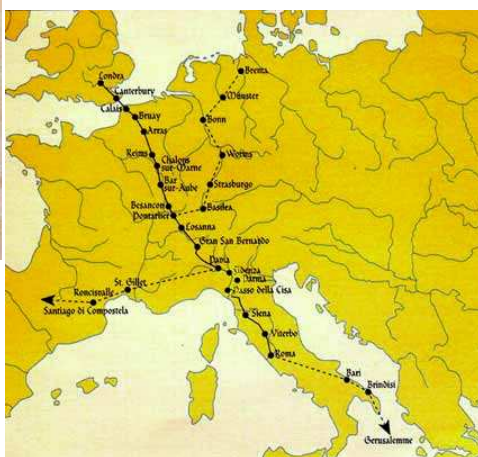 Londra
Canterbury
Calais
Bruay
Arras
Reims
Chalons
sur-Marne
Bar
sur-Aube
Besancon
Pontarlier
Losanna
Gran San Bernardo
Brema
Münster
Bonn
Worms
Strasburgo
Basilea
Pavia
Fidenza
Parma
Passo della Cisa
St. Gilles
Roncisvalle
Santiago di Compostela
Siena
Viterbo
Roma
Bari
Brindisi
Gerusalemme